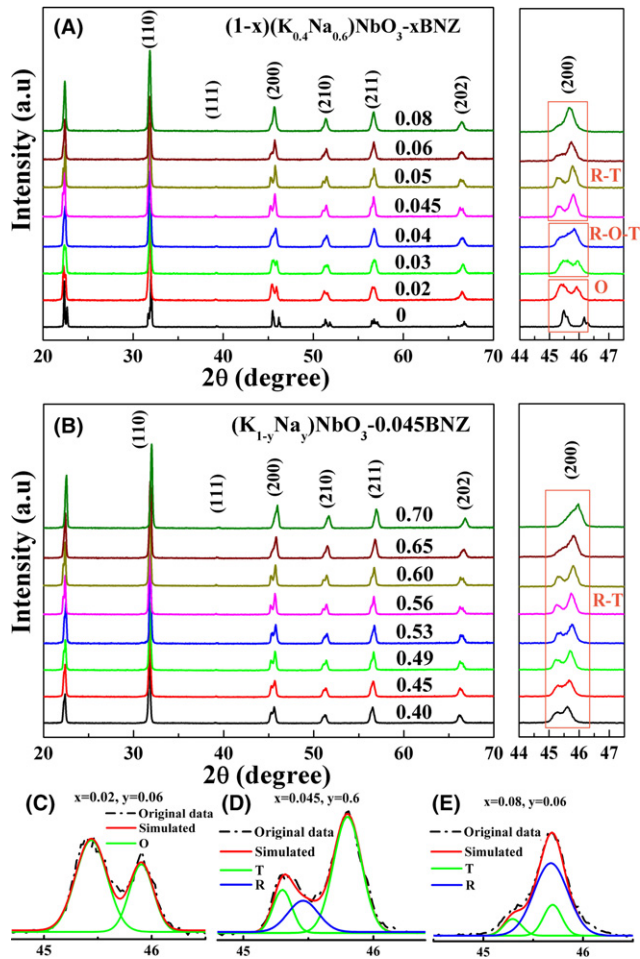 (A)
(1-x)(K0.4Na0.6)NbO3-xBNZ
Intensity (a.u)
(110)
(111)
(200)
(210)
(211)
(202)
0.08
0.06
0.05
0.045
0.04
0.03
0.02
0
20 30 40 50 60 70
2θ (degree)
(200)
R-T
R-O-T
O
44 45 46 47
(B)
(K1-yNay)NbO3-0.045BNZ
Intensity (a.u)
(110)
(111)
(200)
(210)
(211)
(202)
0.70
0.65
0.60
0.56
0.53
0.49
0.45
0.40
20 30 40 50 60 70
2θ (degree)
(200)
R-T
44 45 46 47
(C)
x=0.02, y=0.06
Original data
Simulated
O
45 46
(D)
x=0.045, y=0.6
Original data
Simulated
T
R
45 46
(E)
x=0.08, y=0.06
Original data
Simulated
T
R
45 46